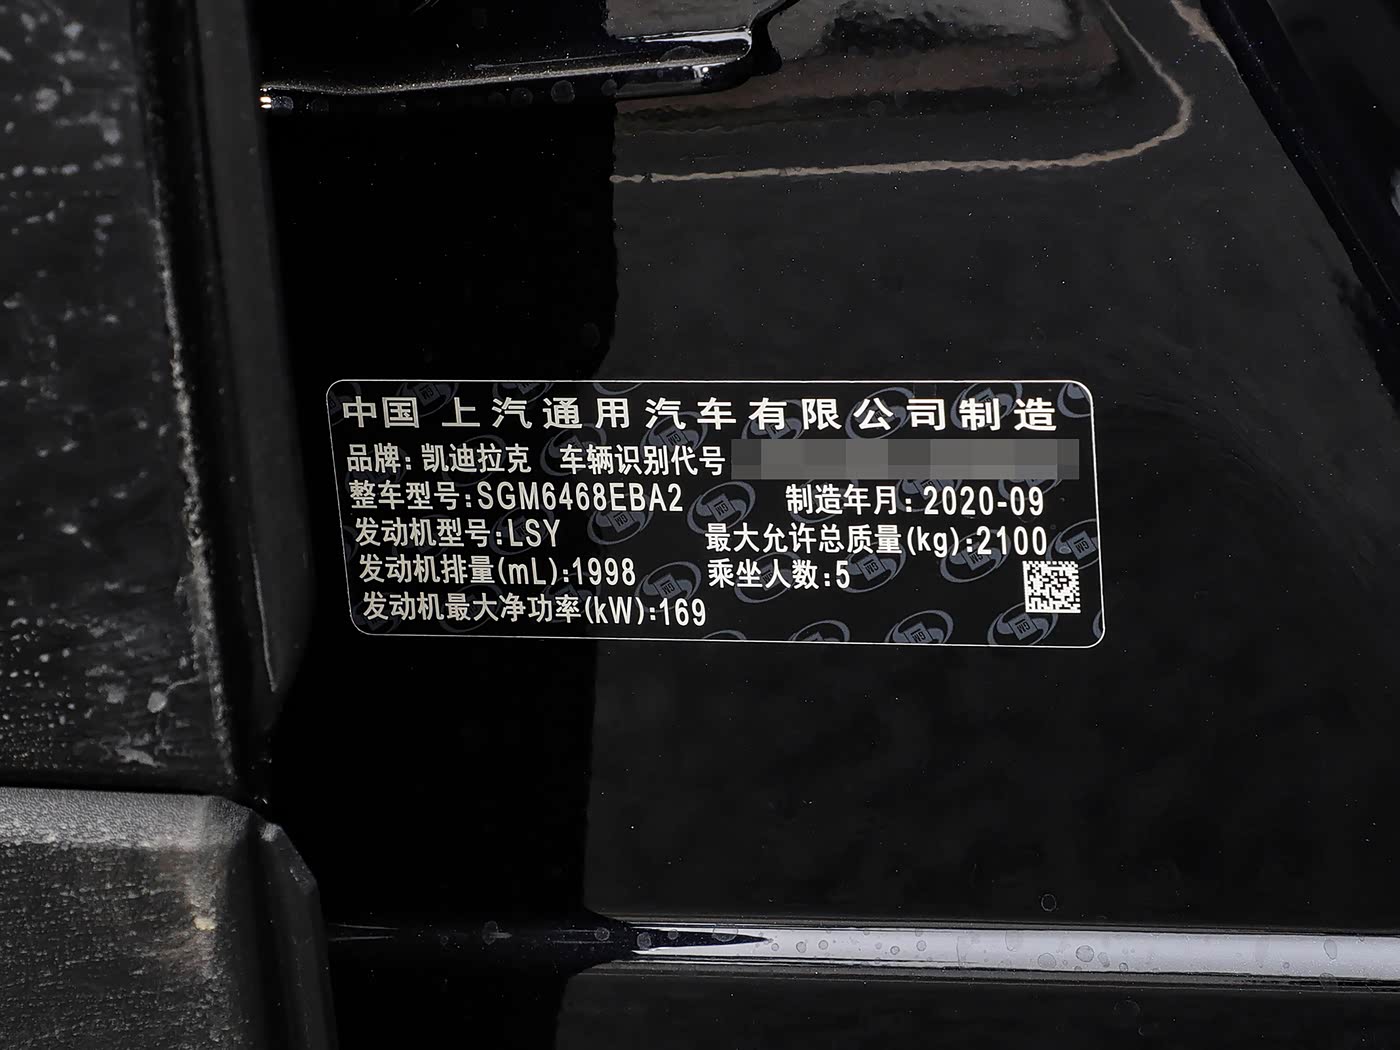 中国 上汽通用汽车有限公司制造
品牌: 凯迪拉克 车辆识别代号
整车型号:SGM6468EBA2 制造年月: 2020-09
发动机型号:LSY 最大允许总质量(kg):2100
发动机排量(mL):1998 乘坐人数:5
发动机最大净功率(kW):169